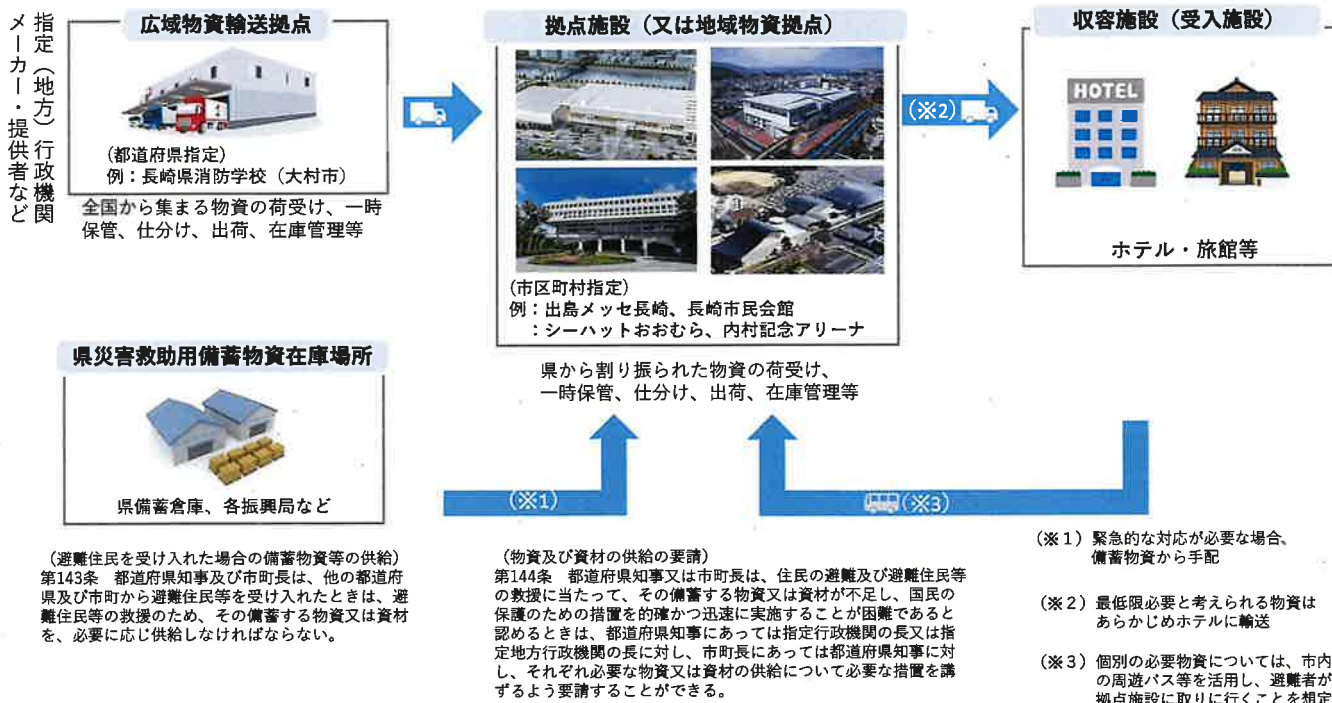 指定（地方）行政機関
メーカー・提供者など
広域物資輸送拠点
(都道府県指定)
例：長崎県消防学校（大村市）
全国から集まる物資の荷受け、一時
保管、仕分け、出荷、在庫管理等
拠点施設（又は地域物資拠点）
(市区町村指定)
例：出島メッセ長崎、長崎市民会館
：シーハットおおむら、内村記念アリーナ
県から割り振られた物資の荷受け、
一時保管、仕分け、出荷、在庫管理等
(※2)
収容施設（受入施設）
HOTEL
ホテル・旅館等
県災害救助用備蓄物資在庫場所
県備蓄倉庫、各振興局など
(※1)
(※3)
（避難住民を受け入れた場合の備蓄物資等の供給）
第143条　都道府県知事及び市町長は、他の都道府
県及び市町から避難住民等を受け入れたときは、避
難住民等の救援のため、その備蓄する物資又は資材
を、必要に応じ供給しなければならない。
（物資及び資材の供給の要請）
第144条　都道府県知事又は市町長は、住民の避難及び避難住民等
の救援に当たって、その備蓄する物資又は資材が不足し、国民の
保護のための措置を的確かつ迅速に実施することが困難であると
認めるときは、都道府県知事にあっては指定行政機関の長又は指
定地方行政機関の長に対し、市町長にあっては都道府県知事に対
し、それぞれ必要な物資又は資材の供給について必要な措置を講
ずるよう要請することができる。
（※１）緊急的な対応が必要な場合、
備蓄物資から手配
（※２）最低限必要と考えられる物資は
あらかじめホテルに輸送
（※３）個別の必要物資については、市内
の周遊バス等を活用し、避難者が
拠点施設に取りに行くことを想定